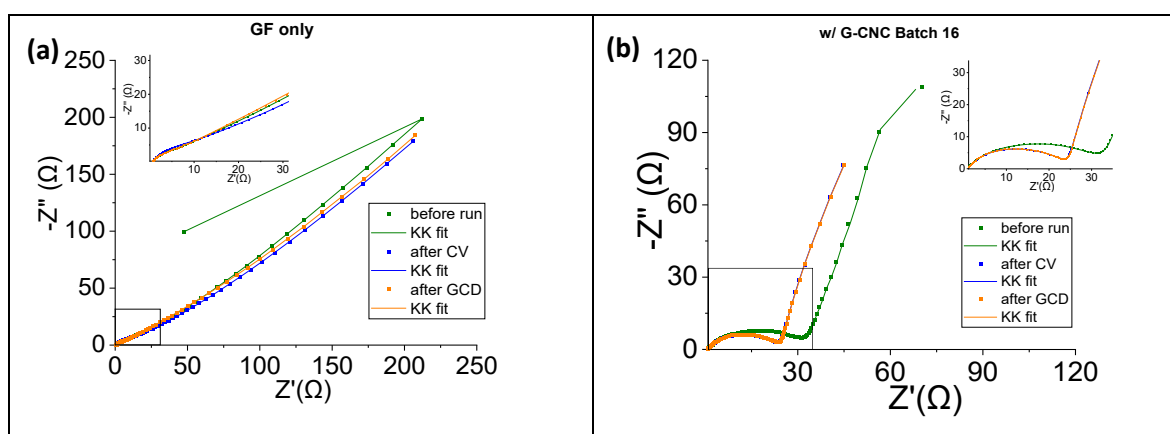 (a)
GF only
250
200
150
100
50
0
-Z" (Ω)
0 50 100 150 200 250
Z'(Ω)
30
20
10
-Z" (Ω)
10 20 30
Z'(Ω)
before run
KK fit
after CV
KK fit
after GCD
KK fit
(b)
w/ G-CNC Batch 16
120
90
60
30
0
-Z" (Ω)
30 60 90 120
Z'(Ω)
30
20
10
0
-Z" (Ω)
10 20 30
Z'(Ω)
before run
KK fit
after CV
KK fit
after GCD
KK fit